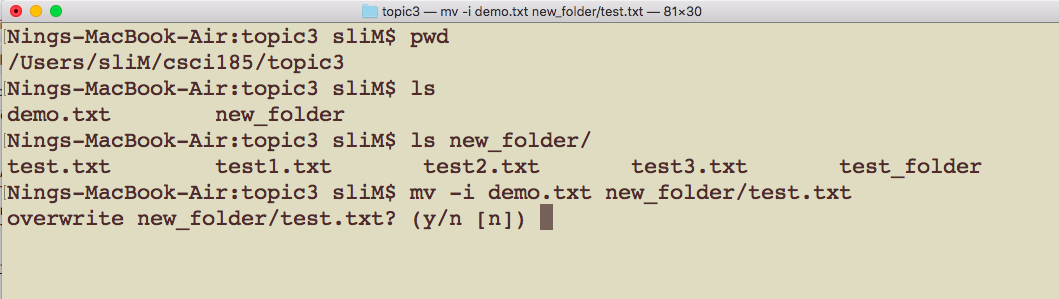 topic3 — mv -i demo.txt new_folder/test.txt — 81×30
[Nings-MacBook-Air:topic3 sliM$ pwd
/Users/sliM/csci185/topic3
[Nings-MacBook-Air:topic3 sliM$ ls
demo.txt new_folder
[Nings-MacBook-Air:topic3 sliM$ ls new_folder/
test.txt test1.txt test2.txt test3.txt test_folder
[Nings-MacBook-Air:topic3 sliM$ mv -i demo.txt new_folder/test.txt
overwrite new_folder/test.txt? (y/n [n])